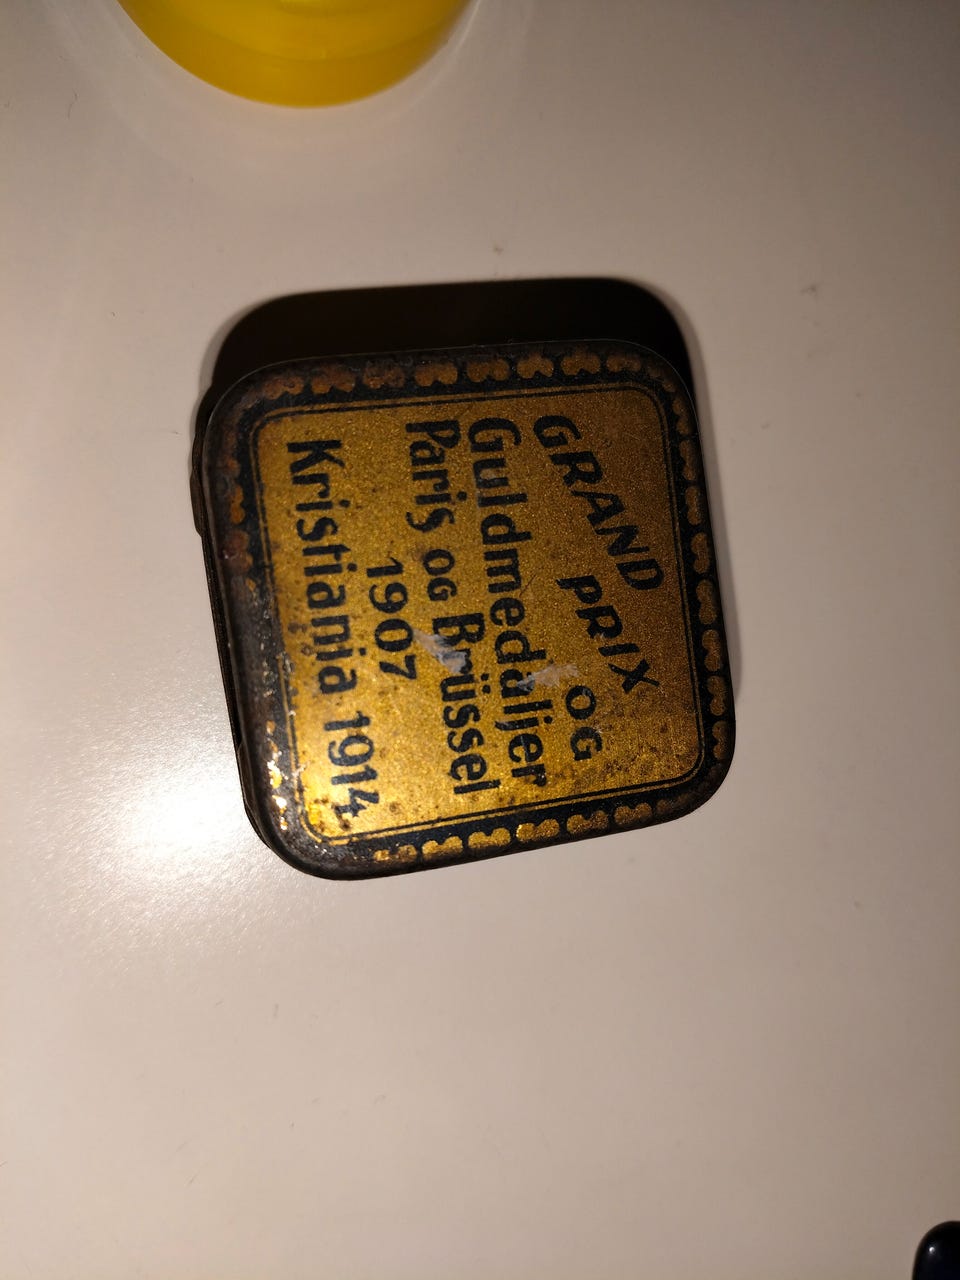 GRAND PRIX OG
Guldmedaljer
Paris OG Brüssel
1907
Kristiania 1914